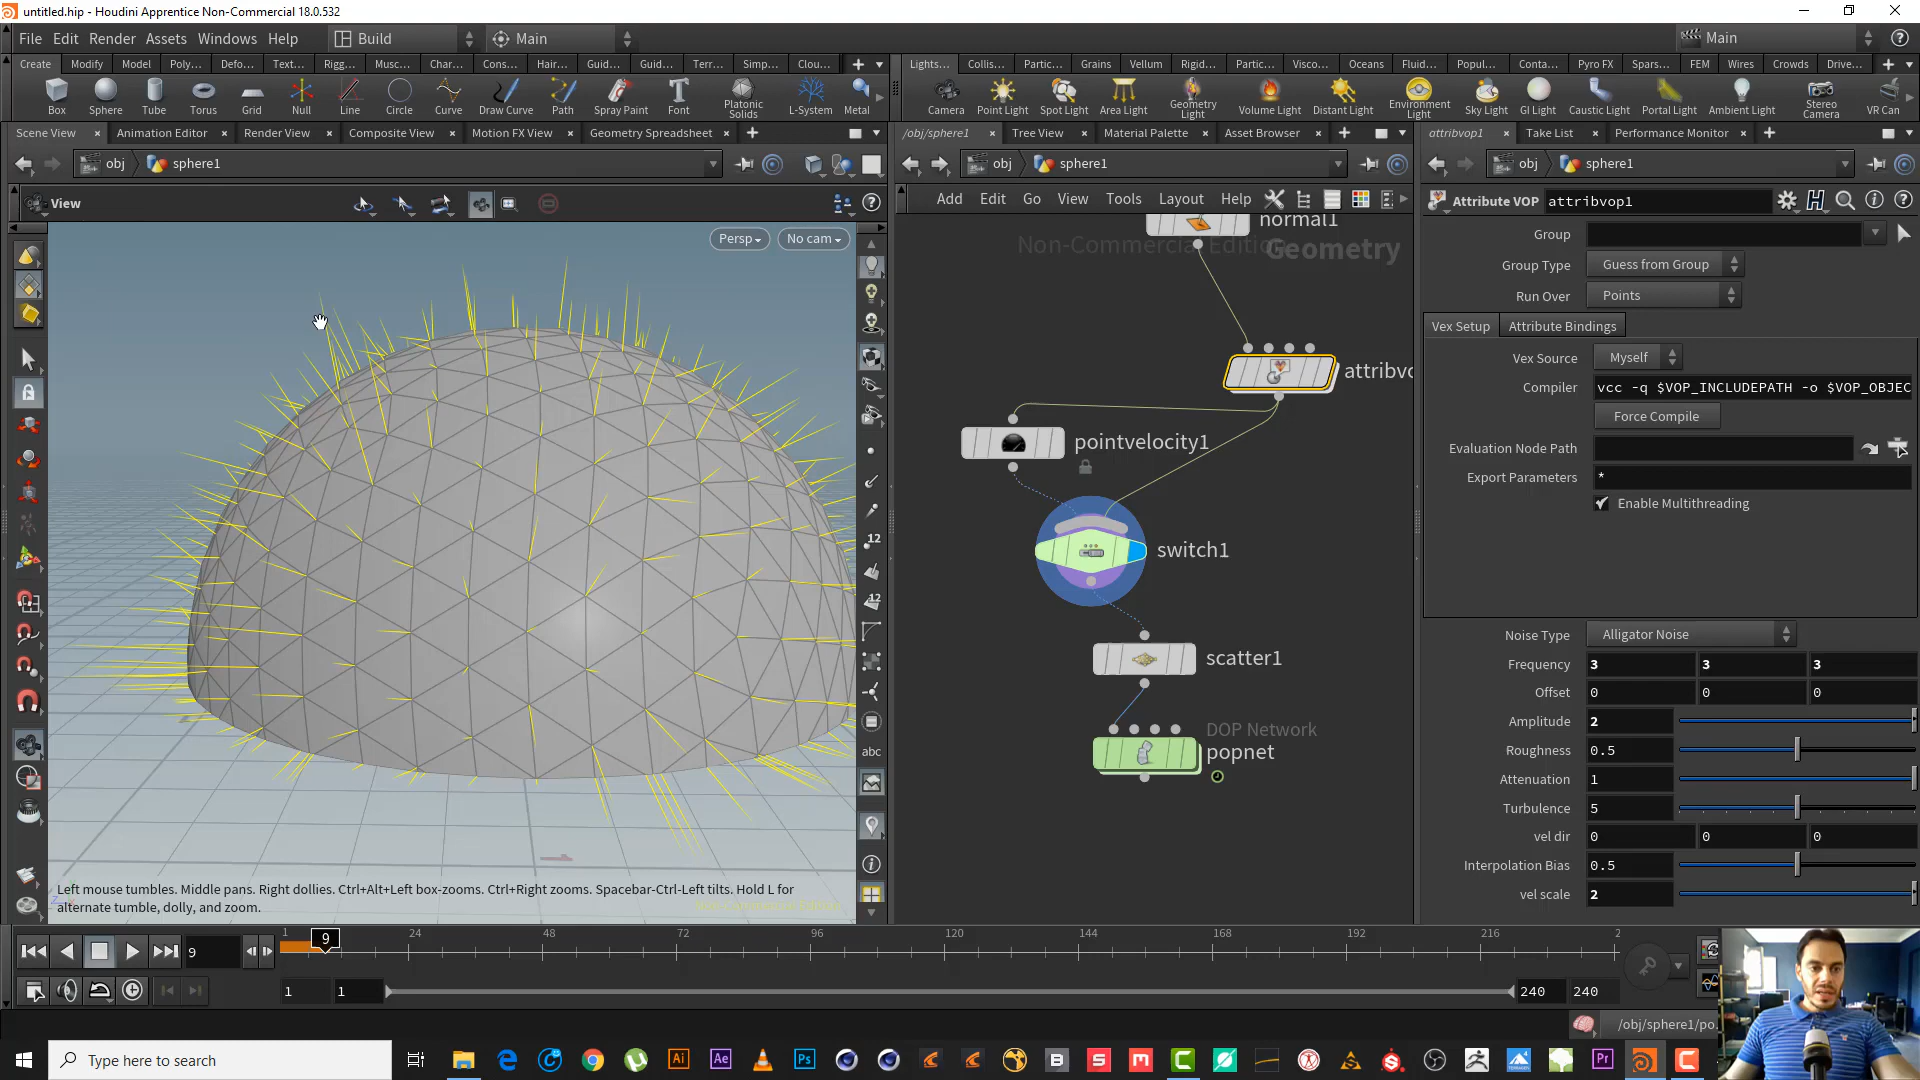 untitled.hip - Houdini Apprentice Non-Commercial 18.0.532
File Edit Render Assets Windows Help Build Main Main
Create Modify Model Poly... Defo... Text... Rigg... Musc... Char... Cons... Hair... Guid... Guid... Terr... Simp... Clou... Lights... Collis... Partic... Grains Vellum Rigid... Partic... Visco... Oceans Fluid... Popul... Conta... Pyro FX Spars... FEM Wires Crowds Drive...
Box Sphere Tube Torus Grid Null Line Circle Curve Draw Curve Path Spray Paint Font Platonic Solids L-System Metal Camera Point Light Spot Light Area Light Geometry Light Volume Light Distant Light Environment Light Sky Light GI Light Caustic Light Portal Light Ambient Light Stereo Camera VR Can
Scene View Animation Editor Render View Composite View Motion FX View Geometry Spreadsheet /obj/sphere1 Tree View Material Palette Asset Browser attribvop1 Take List Performance Monitor
obj sphere1 obj sphere1 obj sphere1
View Add Edit Go View Tools Layout Help Attribute VOP attribvop1
Persp No cam
normal1
Non-Commercial Edition
Geometry
Group
Group Type Guess from Group
Run Over Points
Vex Setup Attribute Bindings
Vex Source Myself
attribvo
Compiler vcc -q $VOP_INCLUDEPATH -o $VOP_OBJEC
Force Compile
pointvelocity1
Evaluation Node Path
Export Parameters *
Enable Multithreading
switch1
12
12
Noise Type Alligator Noise
scatter1
Frequency 3 3 3
Offset 0 0 0
Amplitude 2
DOP Network
popnet
abc
Roughness 0.5
Attenuation 1
Turbulence 5
vel dir 0 0 0
Interpolation Bias 0.5
vel scale 2
Left mouse tumbles. Middle pans. Right dollies. Ctrl+Alt+Left box-zooms. Ctrl+Right zooms. Spacebar-Ctrl-Left tilts. Hold L for
alternate tumble, dolly, and zoom.
9 1 9 24 48 72 96 120 144 168 192 216 2
1 1 240 240
/obj/sphere1/po...
Type here to search